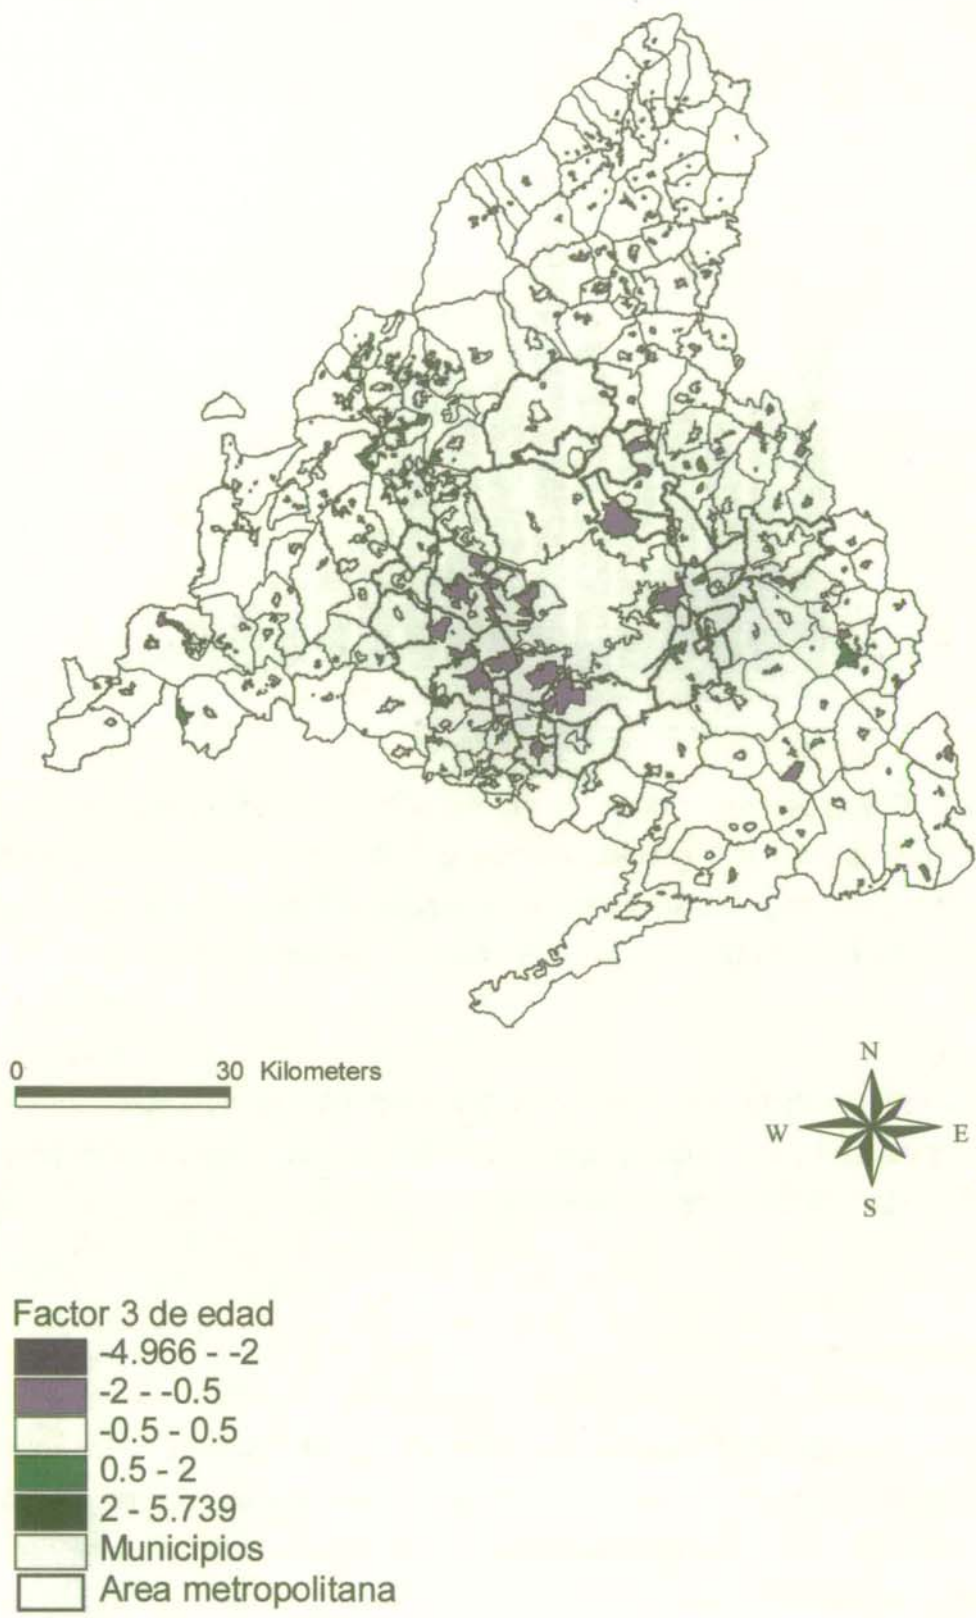 0 30 Kilometers
N
W E
S
Factor 3 de edad
-4.966 - -2
-2 - -0.5
-0.5 - 0.5
0.5 - 2
2 - 5.739
Municipios
Area metropolitana